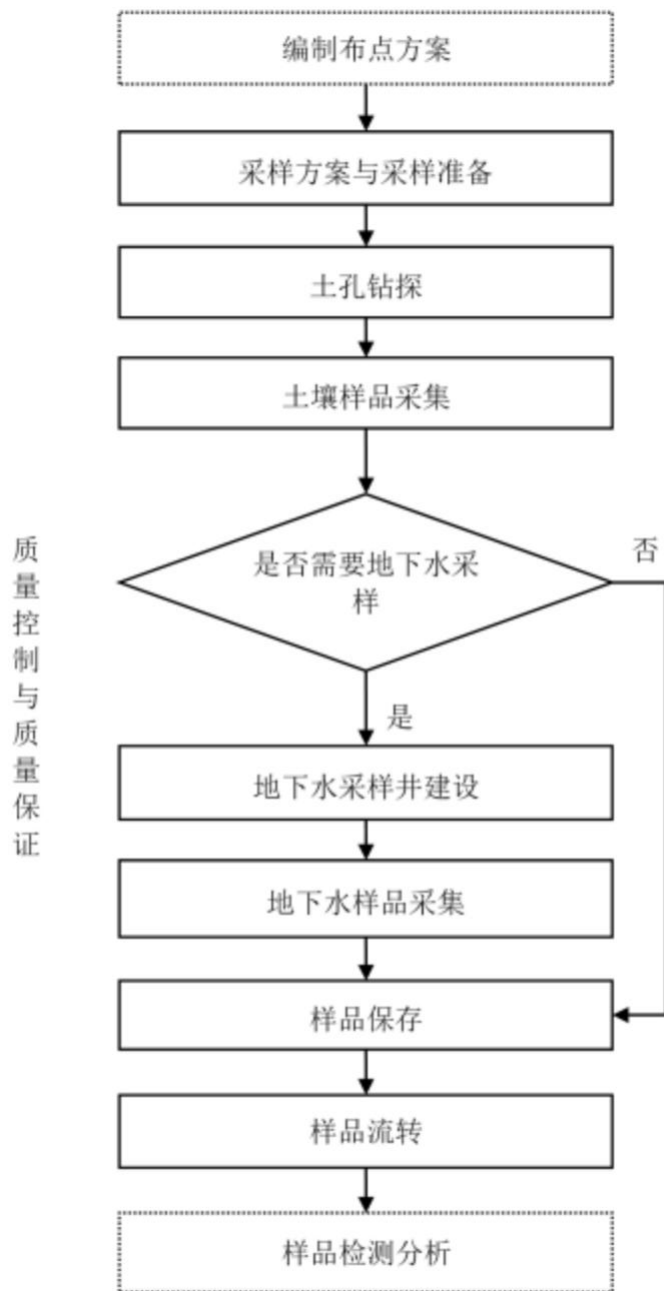 编制布点方案
采样方案与采样准备
土孔钻探
土壤样品采集
是否需要地下水采
样
否
是
质量控制与质量保证
地下水采样井建设
地下水样品采集
样品保存
样品流转
样品检测分析